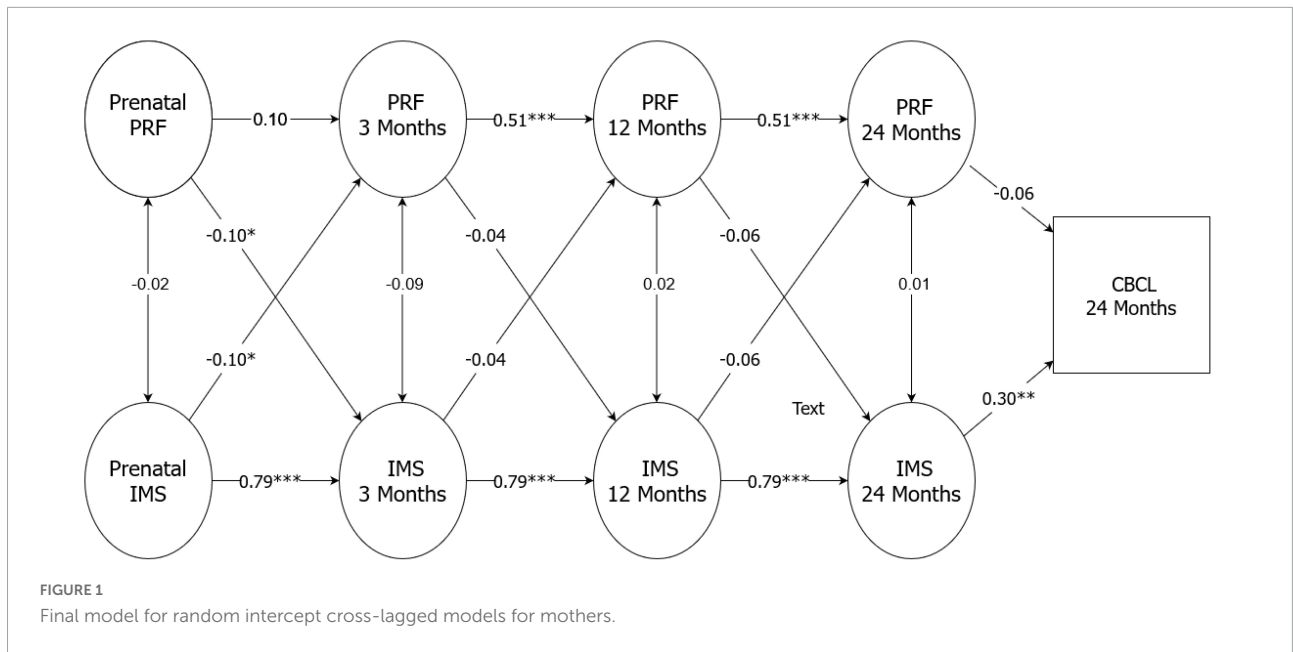 Prenatal
PRF
0.10
PRF
3 Months
0.51***
PRF
12 Months
0.51***
PRF
24 Months
-0.06
-0.10*
-0.04
-0.06
-0.02
-0.09
0.02
0.01
CBCL
24 Months
-0.10*
-0.04
-0.06
Text
0.30**
Prenatal
IMS
0.79***
IMS
3 Months
0.79***
IMS
12 Months
0.79***
IMS
24 Months
FIGURE 1
Final model for random intercept cross-lagged models for mothers.